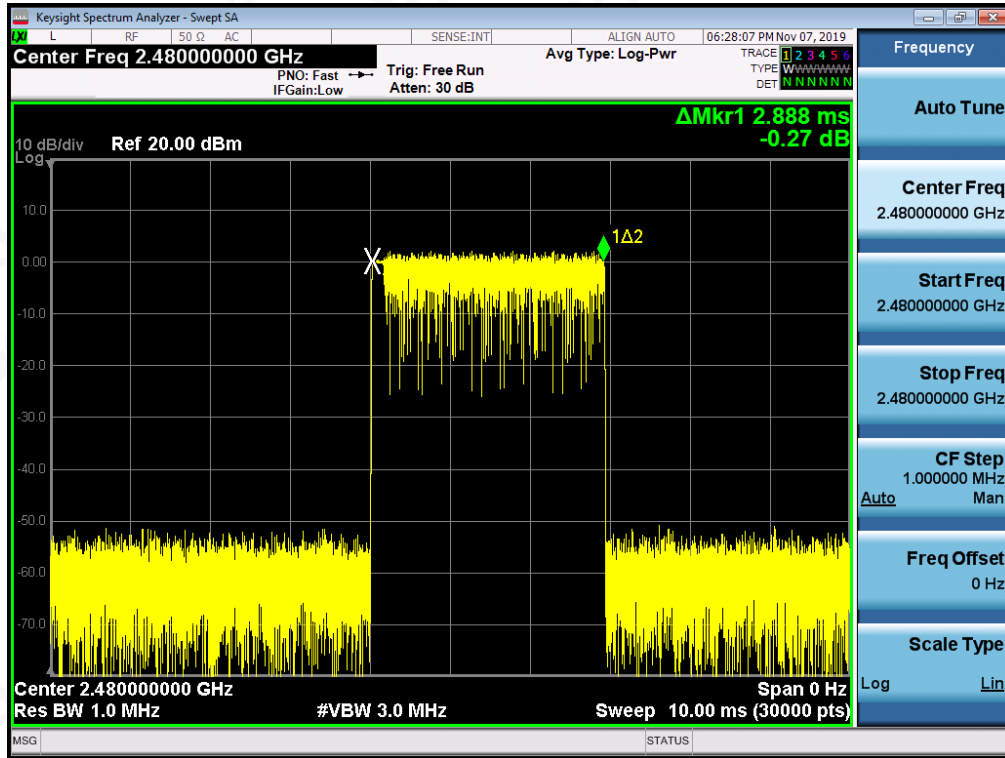 Keysight Spectrum Analyzer - Swept SA
LXI L RF 50 Ω AC SENSE:INT ALIGN AUTO 06:28:07 PM Nov 07, 2019
Center Freq 2.480000000 GHz
PNO: Fast
IFGain:Low
Trig: Free Run
Atten: 30 dB
Avg Type: Log-Pwr
TRACE 1 2 3 4 5 6
TYPE WWWWWW
DET N N N N N N
ΔMkr1 2.888 ms
-0.27 dB
10 dB/div Ref 20.00 dBm
Log
10.0
0.00
-10.0
-20.0
-30.0
-40.0
-50.0
-60.0
-70.0
X
1Δ2
Center 2.480000000 GHz Span 0 Hz
Res BW 1.0 MHz #VBW 3.0 MHz Sweep 10.00 ms (30000 pts)
MSG STATUS
Frequency
Auto Tune
Center Freq
2.480000000 GHz
Start Freq
2.480000000 GHz
Stop Freq
2.480000000 GHz
CF Step
1.000000 MHz
Auto Man
Freq Offset
0 Hz
Scale Type
Log Lin